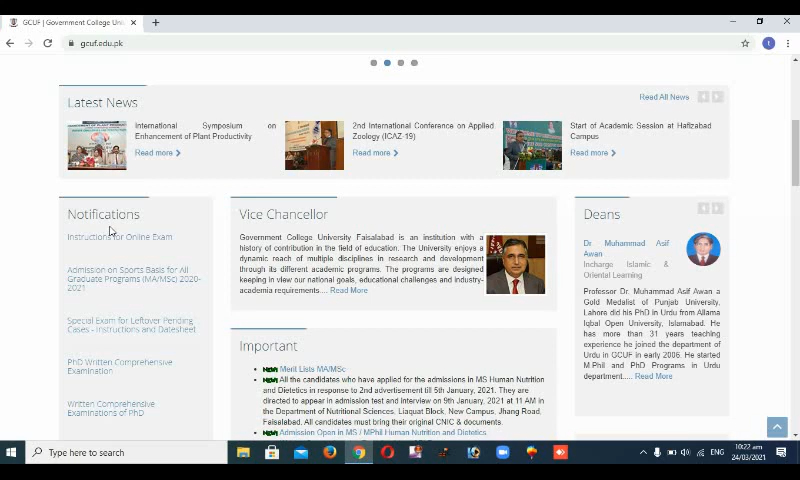 GCUF | Government College Uni
gcuf.edu.pk
Latest News
Read All News
International Symposium on
Enhancement of Plant Productivity
Read more
2nd International Conference on Applied
Zoology (ICAZ-19)
Read more
Start of Academic Session at Hafizabad
Campus
Read more
Notifications
Instructions for Online Exam
Admission on Sports Basis for All
Graduate Programs (MA/MSc) 2020-
2021
Special Exam for Leftover Pending
Cases - Instructions and Datesheet
PhD Written Comprehensive
Examination
Written Comprehensive
Examinations of PhD
Vice Chancellor
Government College University Faisalabad is an institution with a
history of contribution in the field of education. The University enjoys a
dynamic reach of multiple disciplines in research and development
through its different academic programs. The programs are designed
keeping in view our national goals, educational challenges and industry-
academia requirements.... Read More
Important
Merit Lists MA/MSc
All the candidates who have applied for the admissions in MS Human Nutrition
and Dietetics in response to 2nd advertisement till 5th January, 2021. They are
directed to appear in admission test and interview on 9th January, 2021 at 11 AM in
the Department of Nutritional Sciences, Liaquat Block, New Campus, Jhang Road,
Faisalabad. All candidates must bring their original CNIC & documents.
Admission Open in MS / MPhil Human Nutrition and Dietetics
Deans
Dr Muhammad Asif
Awan
Incharge Islamic &
Oriental Learning
Professor Dr. Muhammad Asif Awan a
Gold Medalist of Punjab University,
Lahore did his PhD in Urdu from Allama
Iqbal Open University, Islamabad. He
has more than 31 years teaching
experience he joined the department of
Urdu in GCUF in early 2006. He started
M.Phil and PhD Programs in Urdu
department..... Read More
Type here to search
ENG
10:22 am
24/03/2021